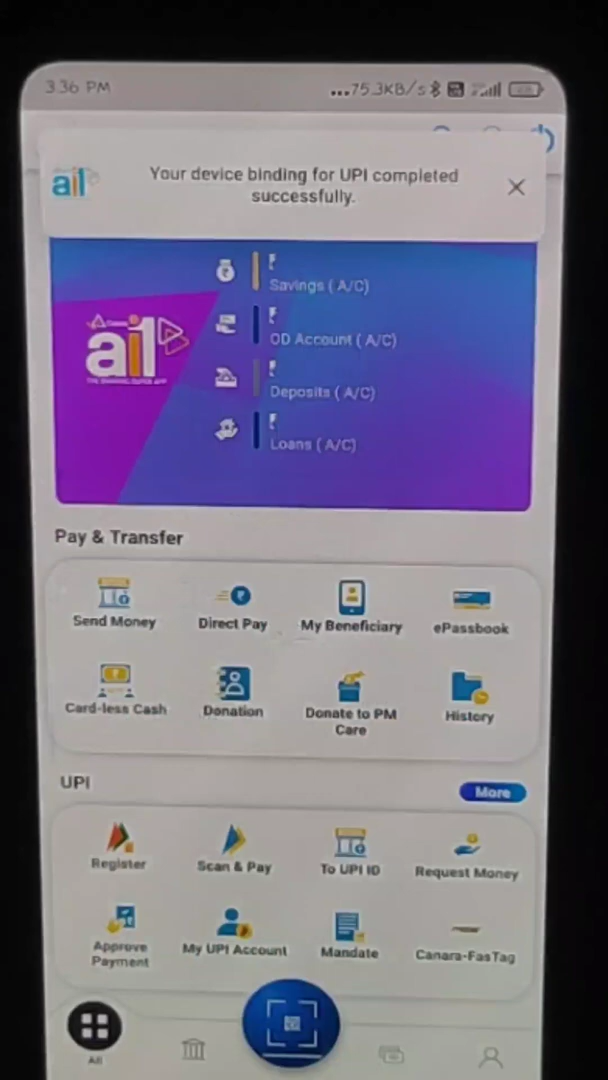 3:36 PM
...75.3KB/s
ai1
Your device binding for UPI completed
successfully.
₹
Savings ( A/C)
₹
OD Account ( A/C)
₹
Deposits ( A/C)
₹
Loans ( A/C)
ai1
Pay & Transfer
Send Money
Direct Pay
My Beneficiary
ePassbook
Card-less Cash
Donation
Donate to PM
Care
History
UPI
More
Register
Scan & Pay
To UPI ID
Request Money
Approve
Payment
My UPI Account
Mandate
Canara-FasTag
All